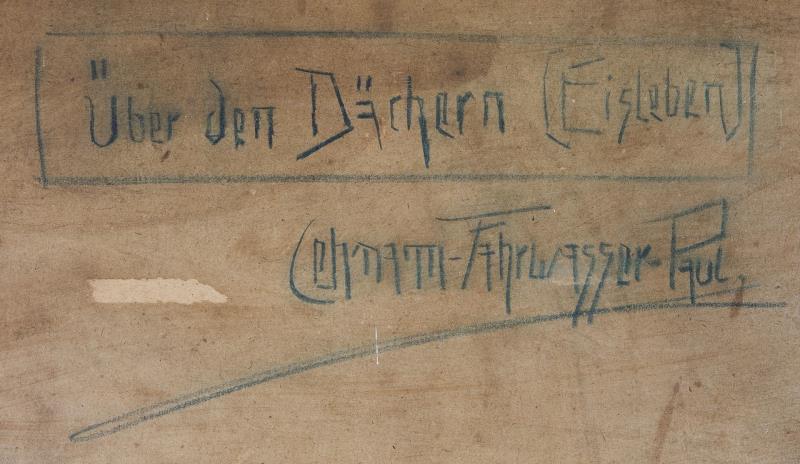 Über den Dächern (Eisleben)
Lehmann-Fahrwasser-Paul,